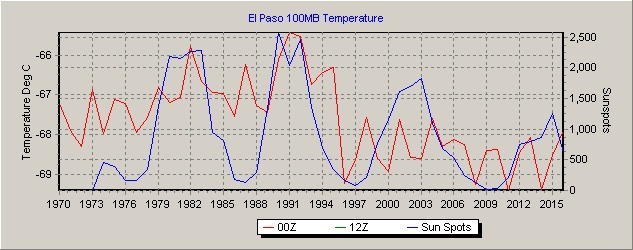 El Paso 100MB Temperature
Temperature Deg C
-66
-67
-68
-69
2,500
2,000
1,500
1,000
500
0
Sunspots
1970 1973 1976 1979 1982 1985 1988 1991 1994 1997 2000 2003 2006 2009 2012 2015
00Z 12Z Sun Spots